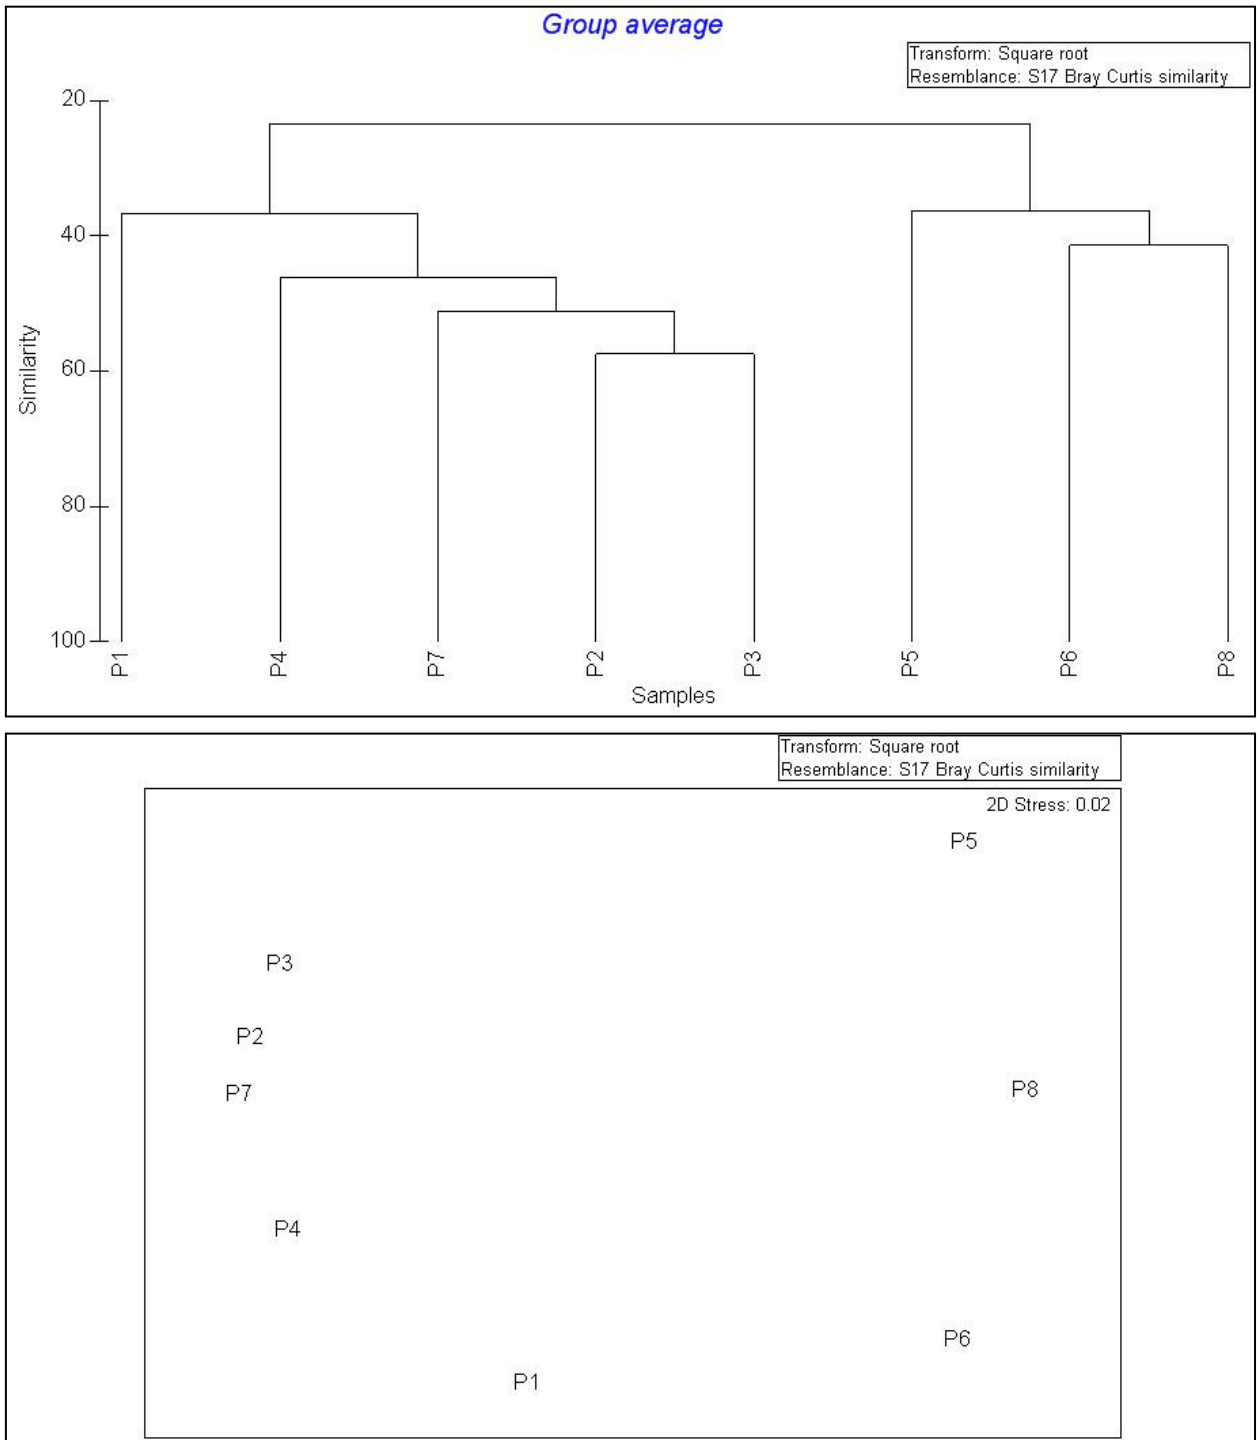 Group average
Transform: Square root
Resemblance: S17 Bray Curtis similarity
20
40
60
80
100
Similarity
P1 P4 P7 P2 P3 P5 P6 P8
Samples
Transform: Square root
Resemblance: S17 Bray Curtis similarity
2D Stress: 0.02
P5
P3
P2
P7
P8
P4
P6
P1